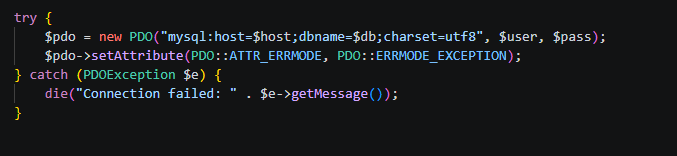 try {
    $pdo = new PDO("mysql:host=$host;dbname=$db;charset=utf8", $user, $pass);
    $pdo->setAttribute(PDO::ATTR_ERRMODE, PDO::ERRMODE_EXCEPTION);
} catch (PDOException $e) {
    die("Connection failed: " . $e->getMessage());
}